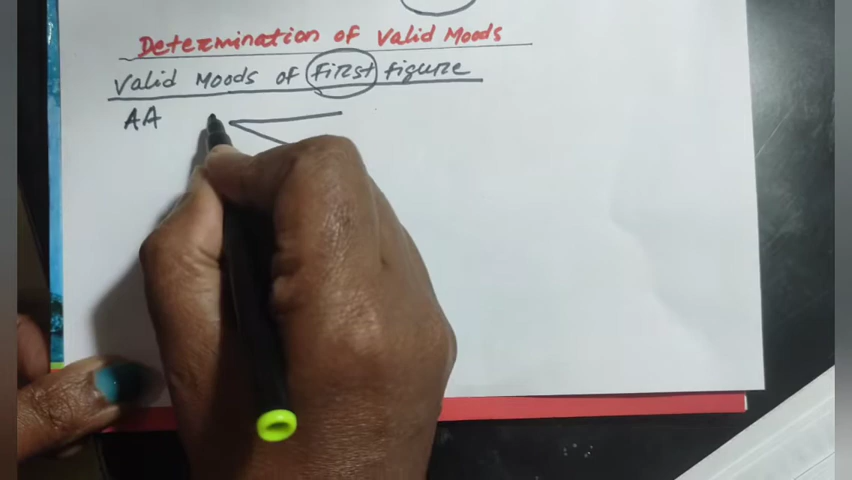 Determination of Valid Moods
Valid Moods of first figure
AA